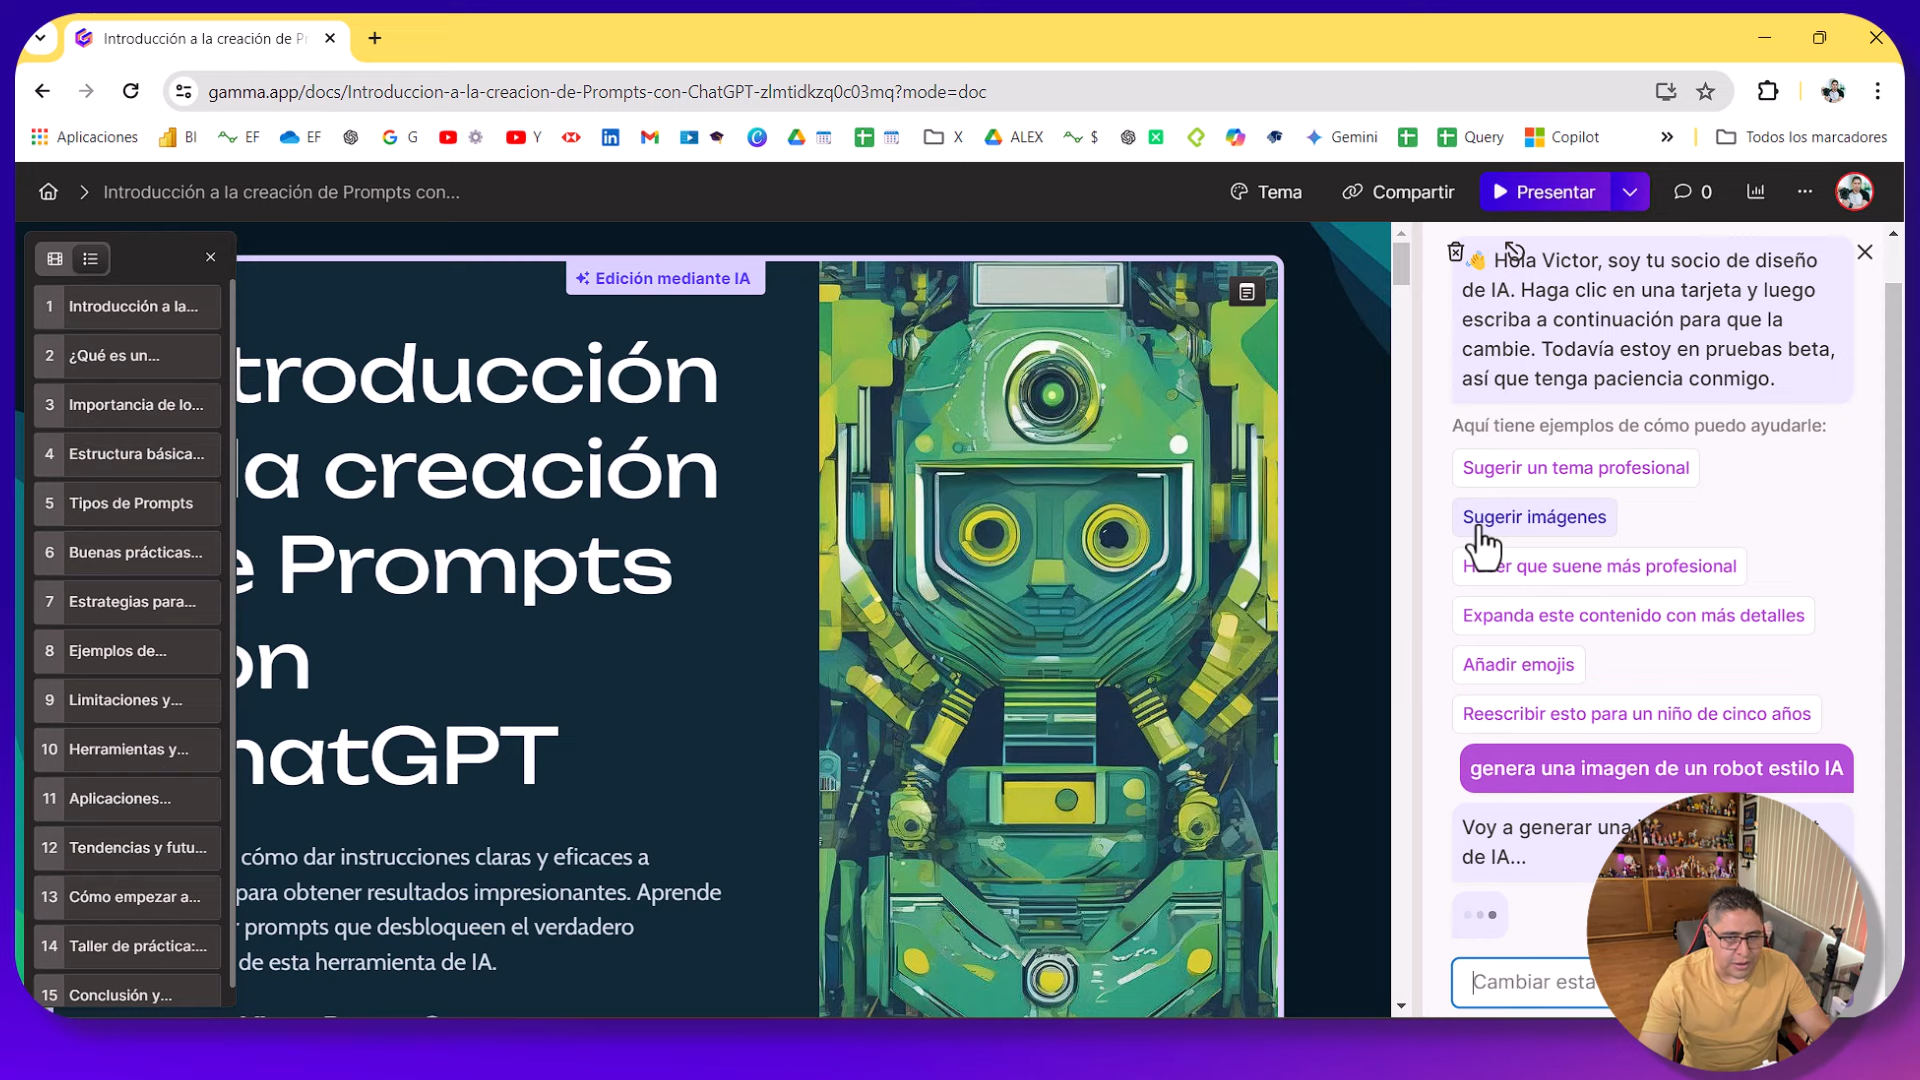 Introducción a la creación de P
gamma.app/docs/Introduccion-a-la-creacion-de-Prompts-con-ChatGPT-zlmtidkzq0c03mq?mode=doc
Aplicaciones BI EF EF G Y X ALEX $ Gemini Query Copilot » Todos los marcadores
Introducción a la creación de Prompts con...
Tema Compartir Presentar 0
1 Introducción a la...
2 ¿Qué es un...
3 Importancia de lo...
4 Estructura básica...
5 Tipos de Prompts
6 Buenas prácticas...
7 Estrategias para...
8 Ejemplos de...
9 Limitaciones y...
10 Herramientas y...
11 Aplicaciones...
12 Tendencias y futu...
13 Cómo empezar a...
14 Taller de práctica:...
15 Conclusión y...
Edición mediante IA
troducción
la creación
e Prompts
on
hatGPT
cómo dar instrucciones claras y eficaces a
para obtener resultados impresionantes. Aprende
prompts que desbloqueen el verdadero
de esta herramienta de IA.
👋 Hola Victor, soy tu socio de diseño
de IA. Haga clic en una tarjeta y luego
escriba a continuación para que la
cambie. Todavía estoy en pruebas beta,
así que tenga paciencia conmigo.
Aquí tiene ejemplos de cómo puedo ayudarle:
Sugerir un tema profesional
Sugerir imágenes
Hacer que suene más profesional
Expanda este contenido con más detalles
Añadir emojis
Reescribir esto para un niño de cinco años
genera una imagen de un robot estilo IA
Voy a generar una
de IA...
Cambiar esta